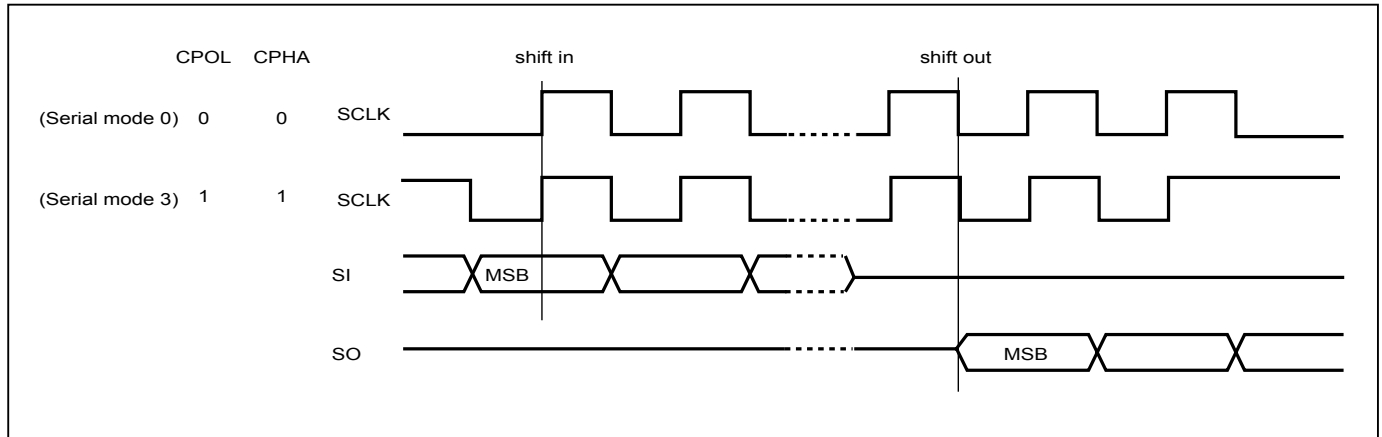 CPOL CPHA shift in shift out
(Serial mode 0) 0 0 SCLK
(Serial mode 3) 1 1 SCLK
SI MSB
SO MSB